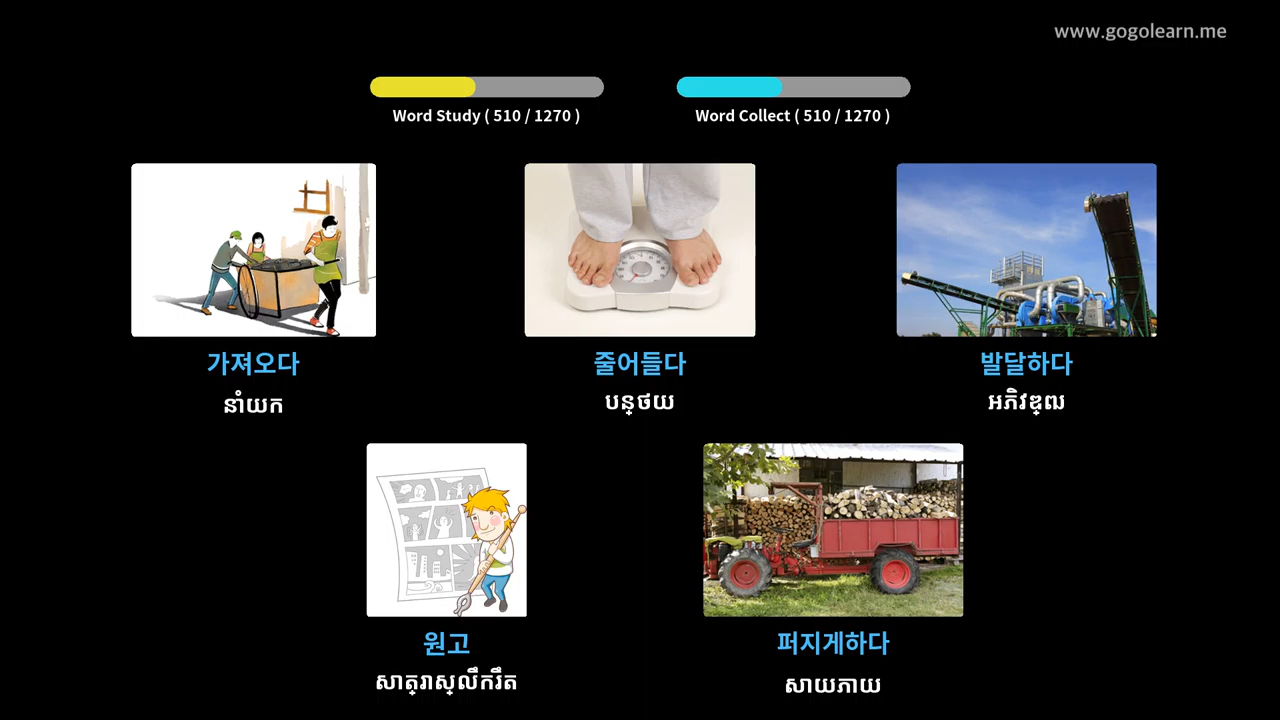 www.gogolearn.me
Word Study ( 510 / 1270 )
Word Collect ( 510 / 1270 )
가져오다
줄어들다
발달하다
នាំយក
បន្ថយ
អភិវឌ្ឍ
원고
퍼지게하다
សាត្រាស្លឹករឹត
សាយភាយ